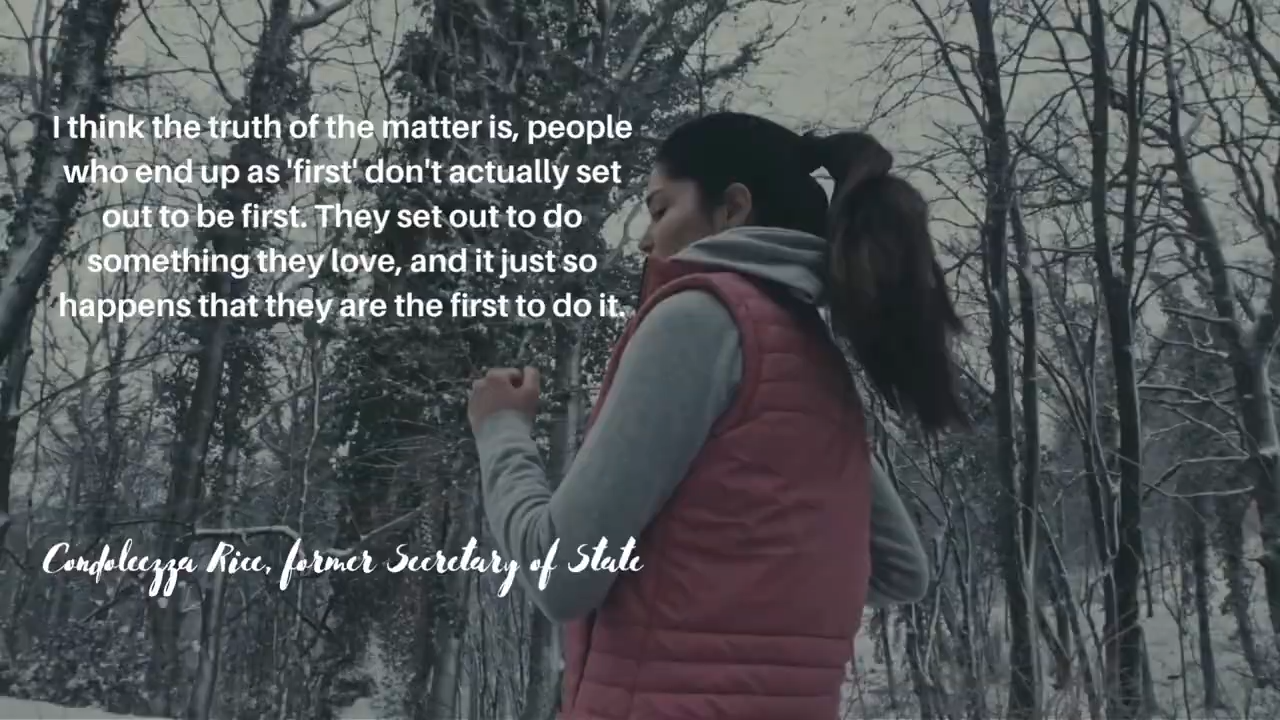 I think the truth of the matter is, people
who end up as 'first' don't actually set
out to be first. They set out to do
something they love, and it just so
happens that they are the first to do it.
Condoleezza Rice, former Secretary of State